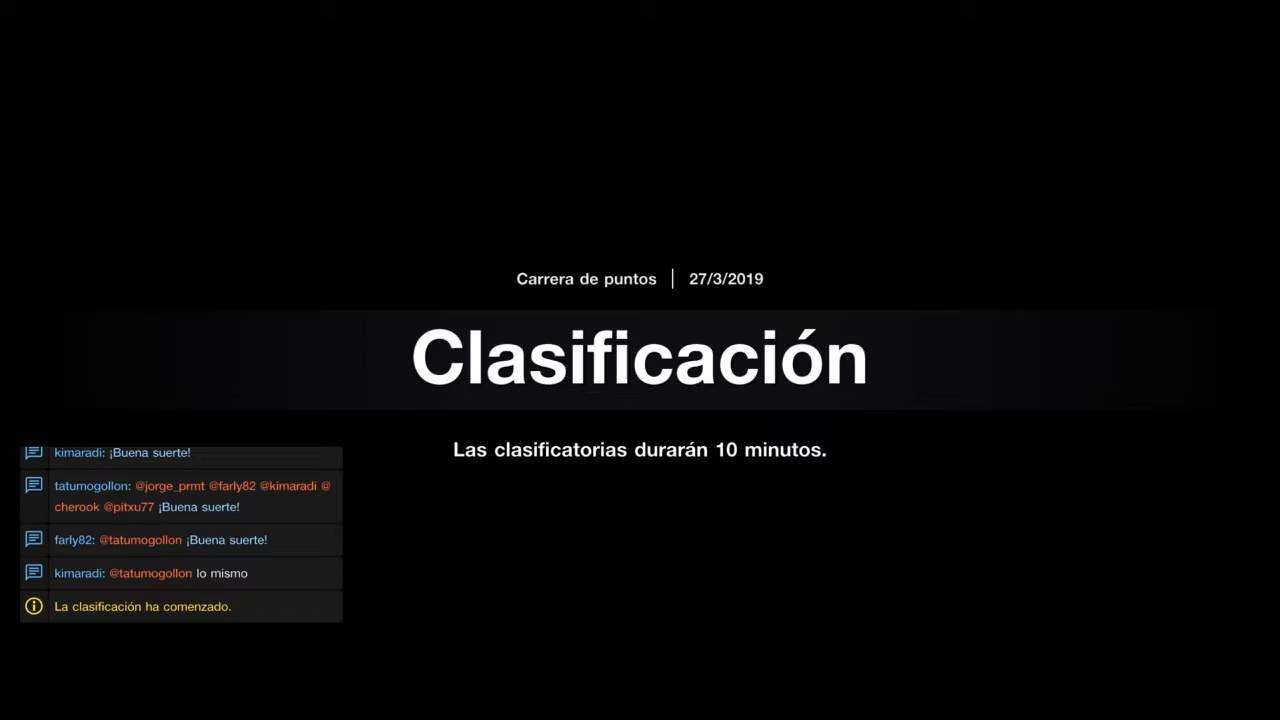 Carrera de puntos | 27/3/2019
Clasificación
Las clasificatorias durarán 10 minutos.
kimaradi: ¡Buena suerte!
tatumogollon: @jorge_prmt @farly82 @kimaradi @
cherook @pitxu77 ¡Buena suerte!
farly82: @tatumogollon ¡Buena suerte!
kimaradi: @tatumogollon lo mismo
La clasificación ha comenzado.